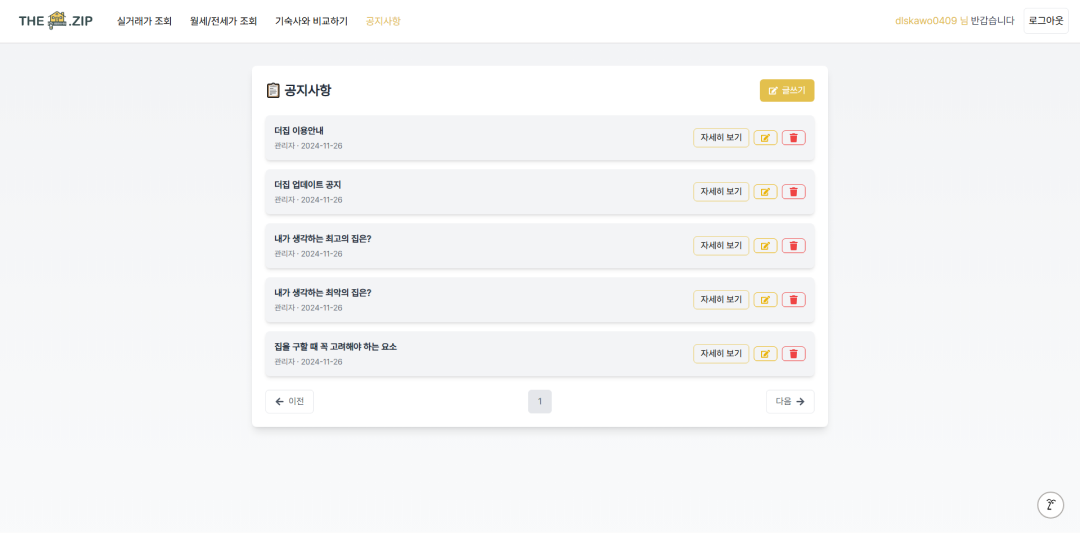 THE .ZIP
실거래가 조회
월세/전세가 조회
기숙사와 비교하기
공지사항
dlskawo0409 님 반갑습니다
로그아웃
공지사항
글쓰기
더집 이용안내
관리자 · 2024-11-26
자세히 보기
더집 업데이트 공지
관리자 · 2024-11-26
자세히 보기
내가 생각하는 최고의 집은?
관리자 · 2024-11-26
자세히 보기
내가 생각하는 최악의 집은?
관리자 · 2024-11-26
자세히 보기
집을 구할 때 꼭 고려해야 하는 요소
관리자 · 2024-11-26
자세히 보기
이전
1
다음